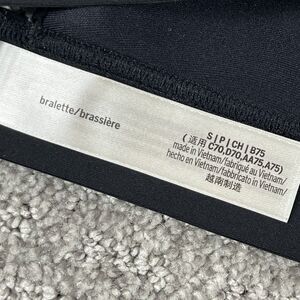 bralette/brassière
S|P|CH|B75
(适用 C70,D70,AA75,A75)
made in Vietnam/fabriqué au Vietnam/
hecho en Vietnam/fabricato in Vietnam/
越南制造